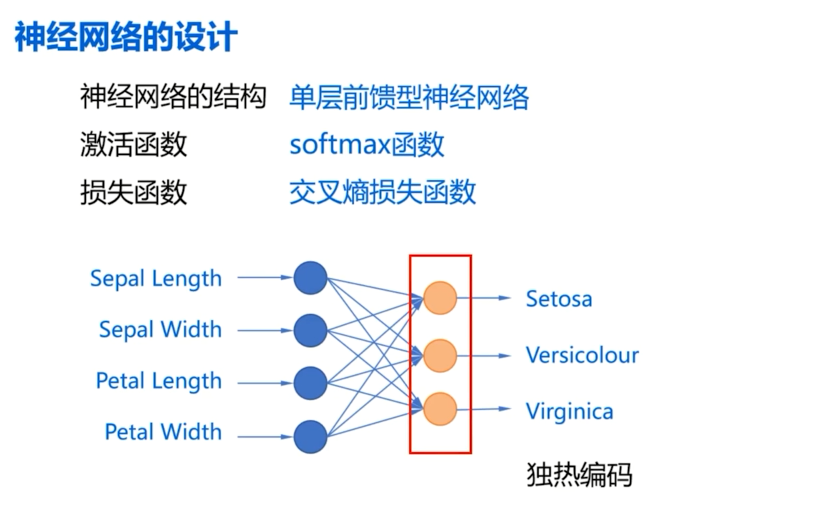 神经网络的设计
神经网络的结构 单层前馈型神经网络
激活函数 softmax函数
损失函数 交叉熵损失函数
Sepal Length
Sepal Width
Petal Length
Petal Width
Setosa
Versicolour
Virginica
独热编码